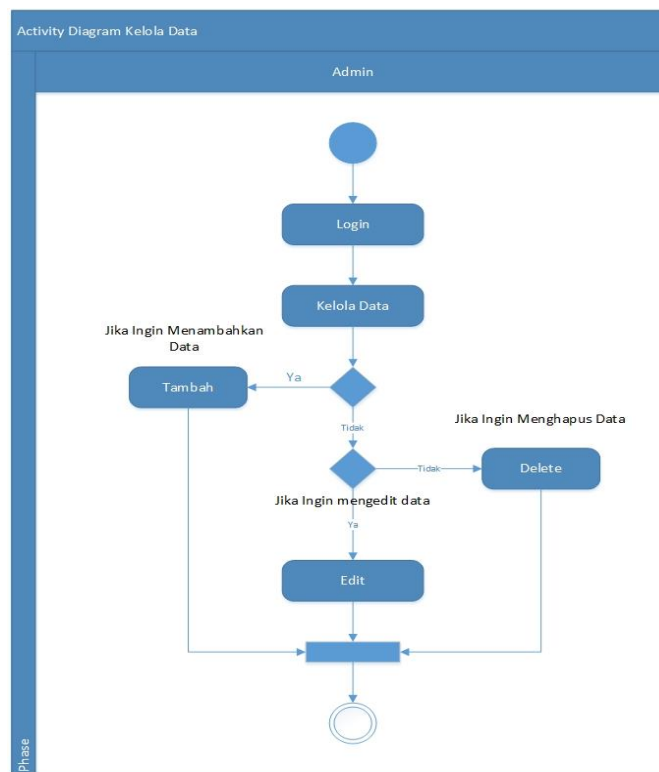 Activity Diagram Kelola Data
Admin
Login
Kelola Data
Jika Ingin Menambahkan
Data
Tambah
Ya
Tidak
Jika Ingin Menghapus Data
Tidak
Delete
Jika Ingin mengedit data
Ya
Edit
Phase